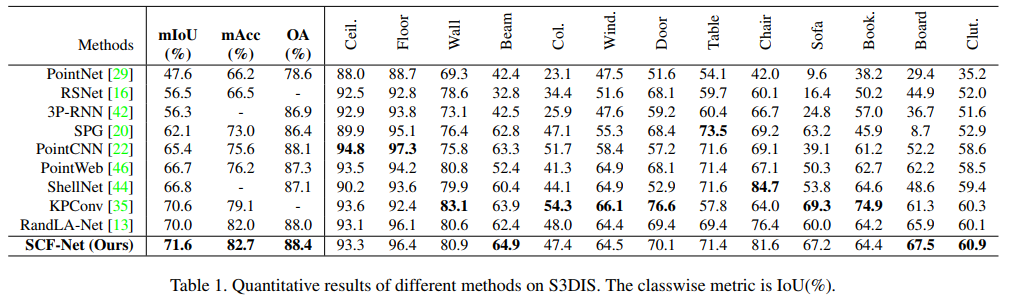 Methods mIoU (%) mAcc (%) OA (%) Ceil. Floor Wall Beam Col. Wind. Door Table Chair Sofa Book. Board Clut.
PointNet [29] 47.6 66.2 78.6 88.0 88.7 69.3 42.4 23.1 47.5 51.6 54.1 42.0 9.6 38.2 29.4 35.2
RSNet [16] 56.5 66.5 - 92.5 92.8 78.6 32.8 34.4 51.6 68.1 59.7 60.1 16.4 50.2 44.9 52.0
3P-RNN [42] 56.3 - 86.9 92.9 93.8 73.1 42.5 25.9 47.6 59.2 60.4 66.7 24.8 57.0 36.7 51.6
SPG [20] 62.1 73.0 86.4 89.9 95.1 76.4 62.8 47.1 55.3 68.4 73.5 69.2 63.2 45.9 8.7 52.9
PointCNN [22] 65.4 75.6 88.1 94.8 97.3 75.8 63.3 51.7 58.4 57.2 71.6 69.1 39.1 61.2 52.2 58.6
PointWeb [46] 66.7 76.2 87.3 93.5 94.2 80.8 52.4 41.3 64.9 68.1 71.4 67.1 50.3 62.7 62.2 58.5
ShellNet [44] 66.8 - 87.1 90.2 93.6 79.9 60.4 44.1 64.9 52.9 71.6 84.7 53.8 64.6 48.6 59.4
KPConv [35] 70.6 79.1 - 93.6 92.4 83.1 63.9 54.3 66.1 76.6 57.8 64.0 69.3 74.9 61.3 60.3
RandLA-Net [13] 70.0 82.0 88.0 93.1 96.1 80.6 62.4 48.0 64.4 69.4 69.4 76.4 60.0 64.2 65.9 60.1
SCF-Net (Ours) 71.6 82.7 88.4 93.3 96.4 80.9 64.9 47.4 64.5 70.1 71.4 81.6 67.2 64.4 67.5 60.9
Table 1. Quantitative results of different methods on S3DIS. The classwise metric is IoU(%).